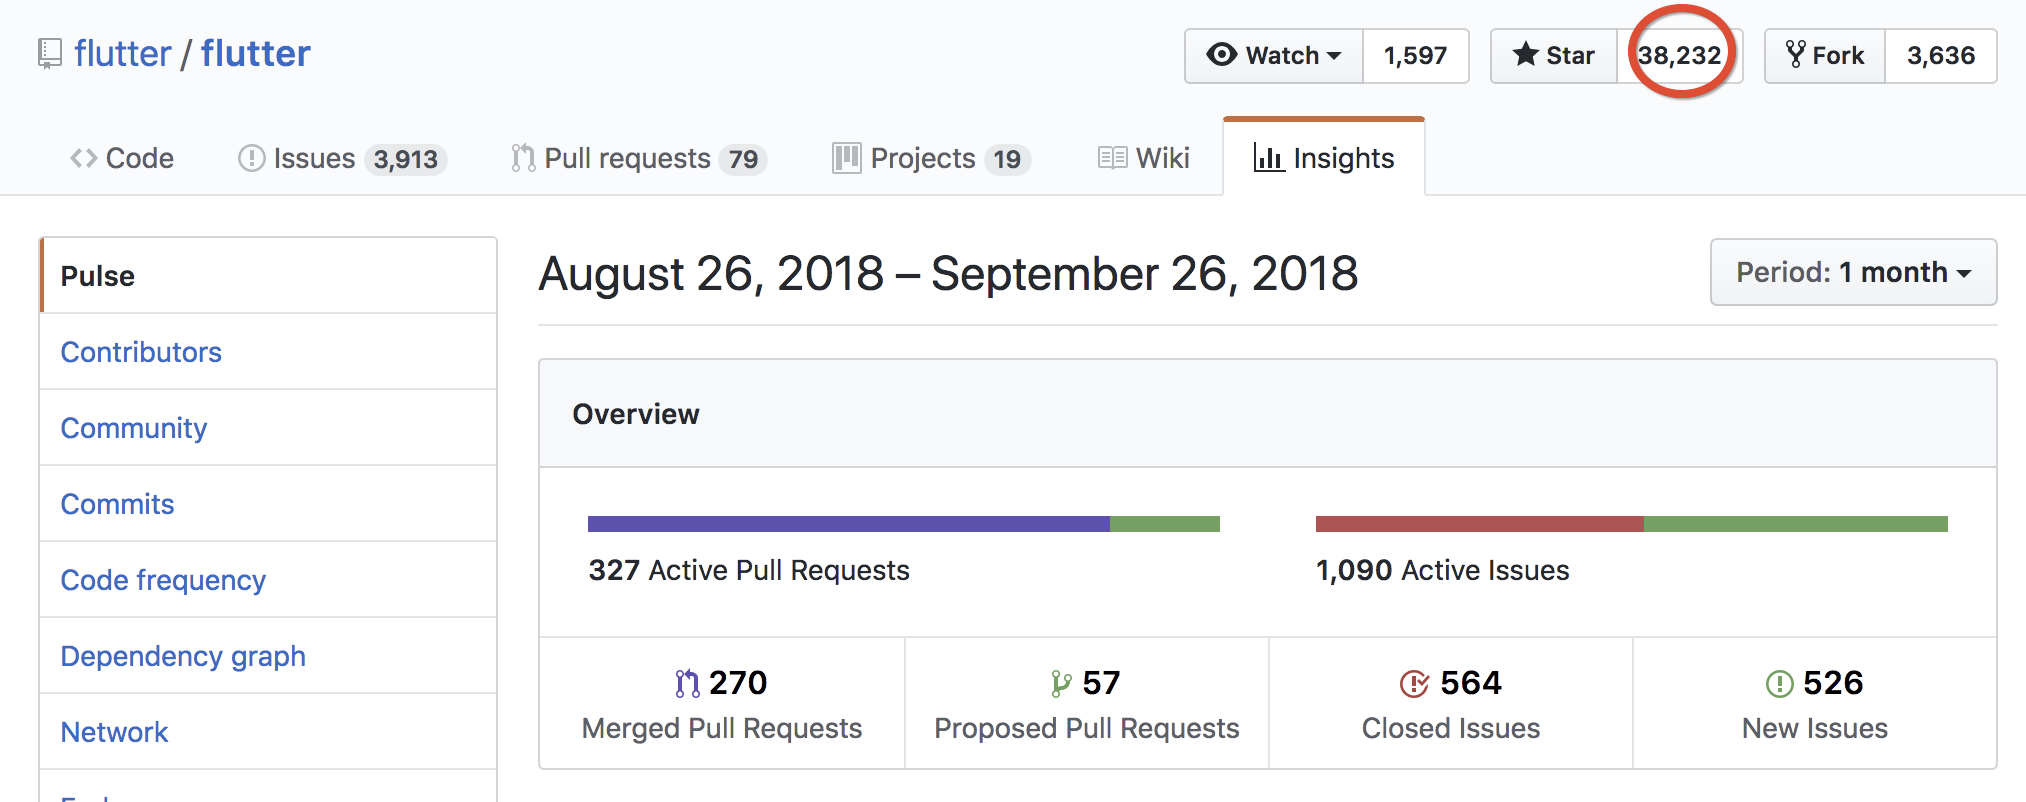 flutter / flutter
Watch 1,597 Star 38,232 Fork 3,636
Code Issues 3,913 Pull requests 79 Projects 19 Wiki Insights
Pulse
Contributors
Community
Commits
Code frequency
Dependency graph
Network
August 26, 2018 – September 26, 2018
Period: 1 month
Overview
327 Active Pull Requests
1,090 Active Issues
270
Merged Pull Requests
57
Proposed Pull Requests
564
Closed Issues
526
New Issues